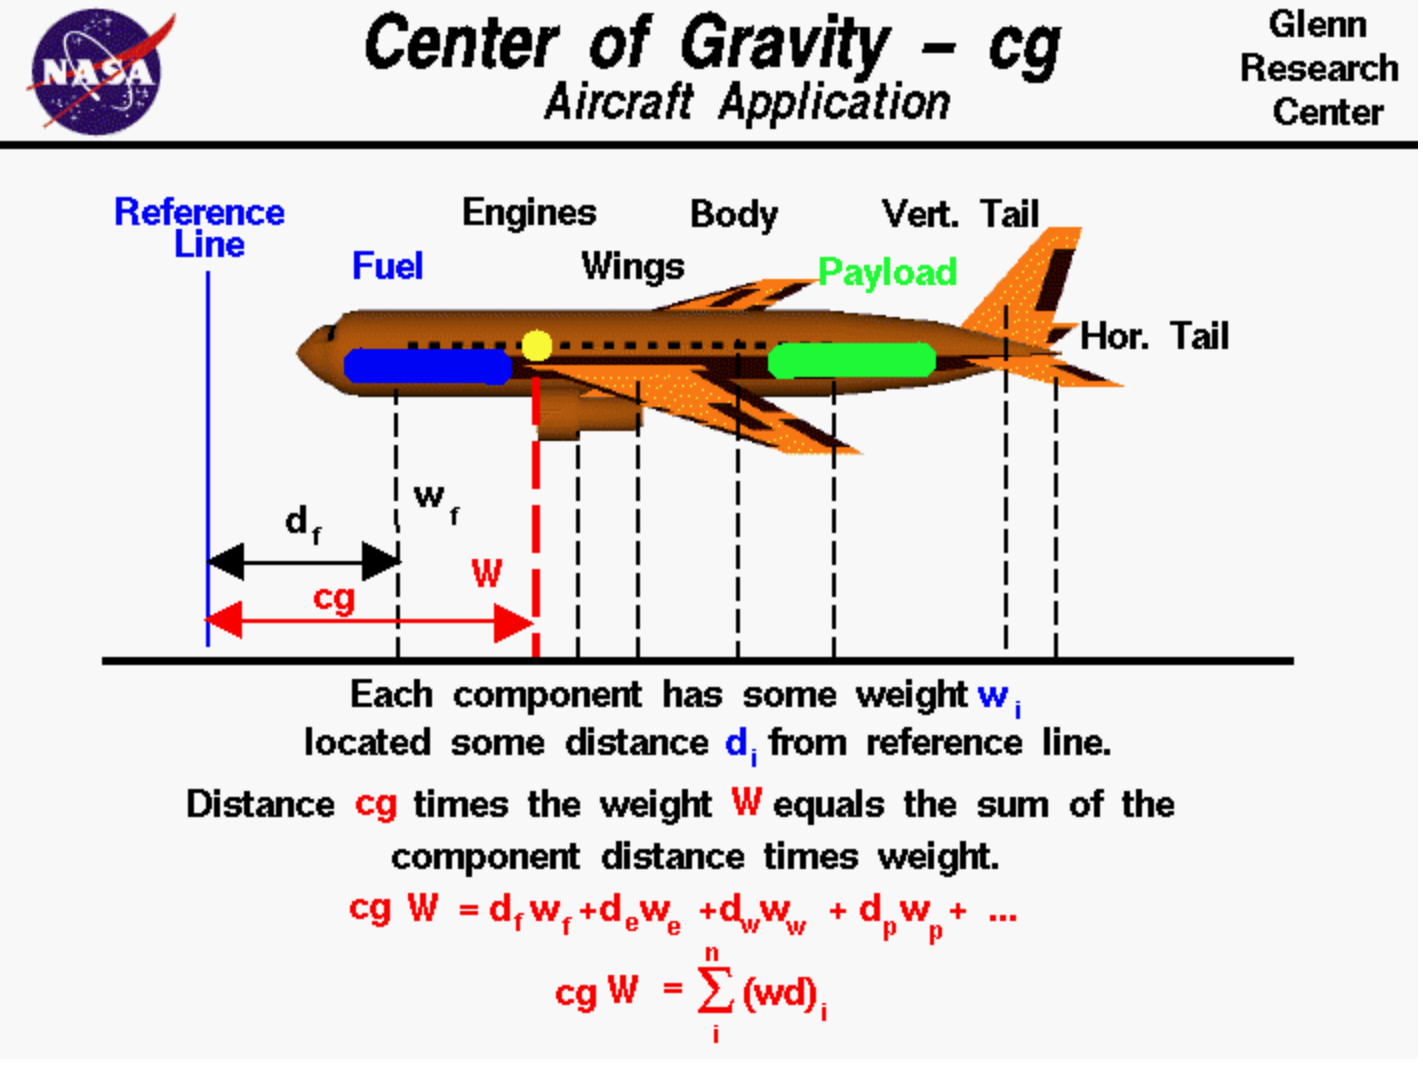 NASA
Center of Gravity – cg
Aircraft Application
Glenn
Research
Center
Reference
Line
Fuel
Engines
Wings
Body
Payload
Vert. Tail
Hor. Tail
d f
w f
W
cg
Each component has some weight w i
located some distance d i from reference line.
Distance cg times the weight W equals the sum of the
component distance times weight.
cg W = d f w f + d e w e + d w w w + d p w p + ...
n
cg W = Σ (wd) i
i